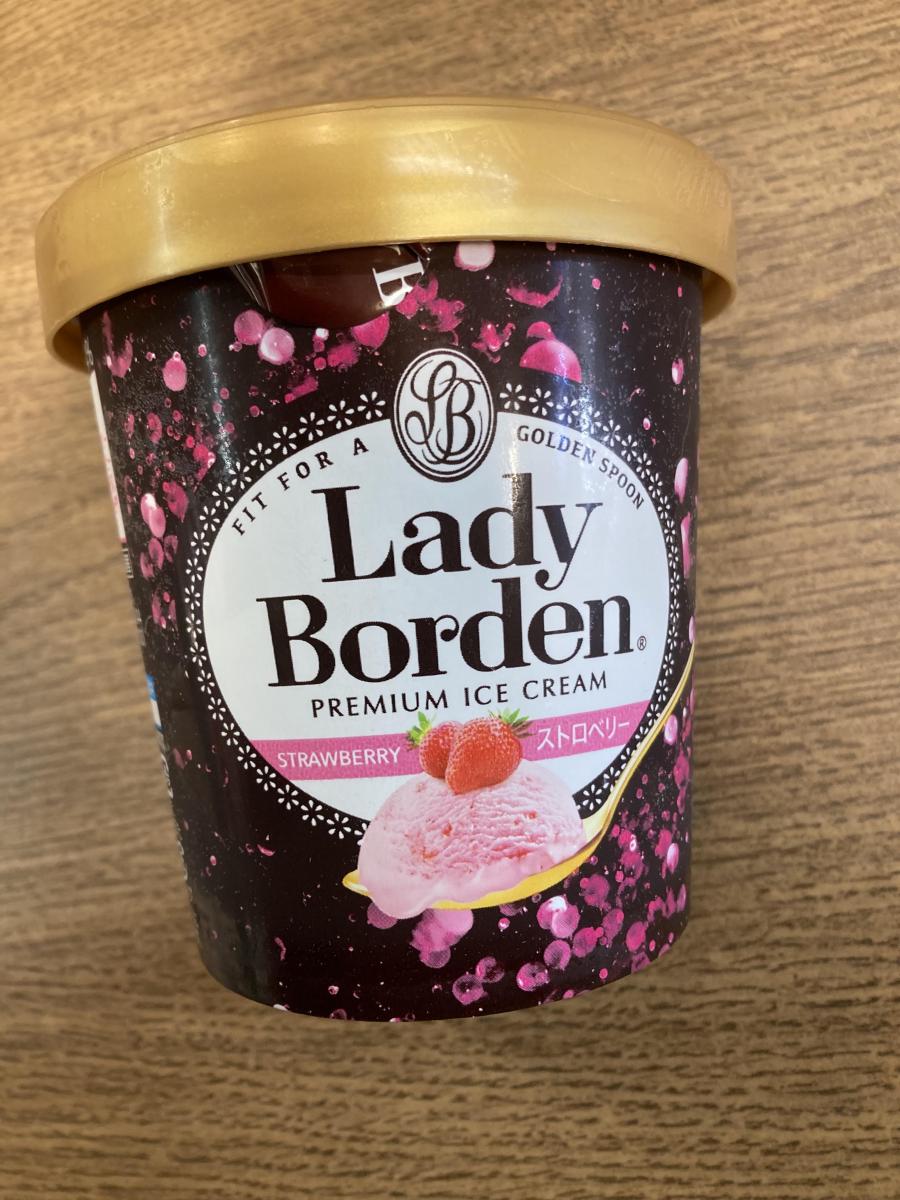 LB
FIT FOR A GOLDEN SPOON
Lady
Borden®
PREMIUM ICE CREAM
STRAWBERRY ストロベリー